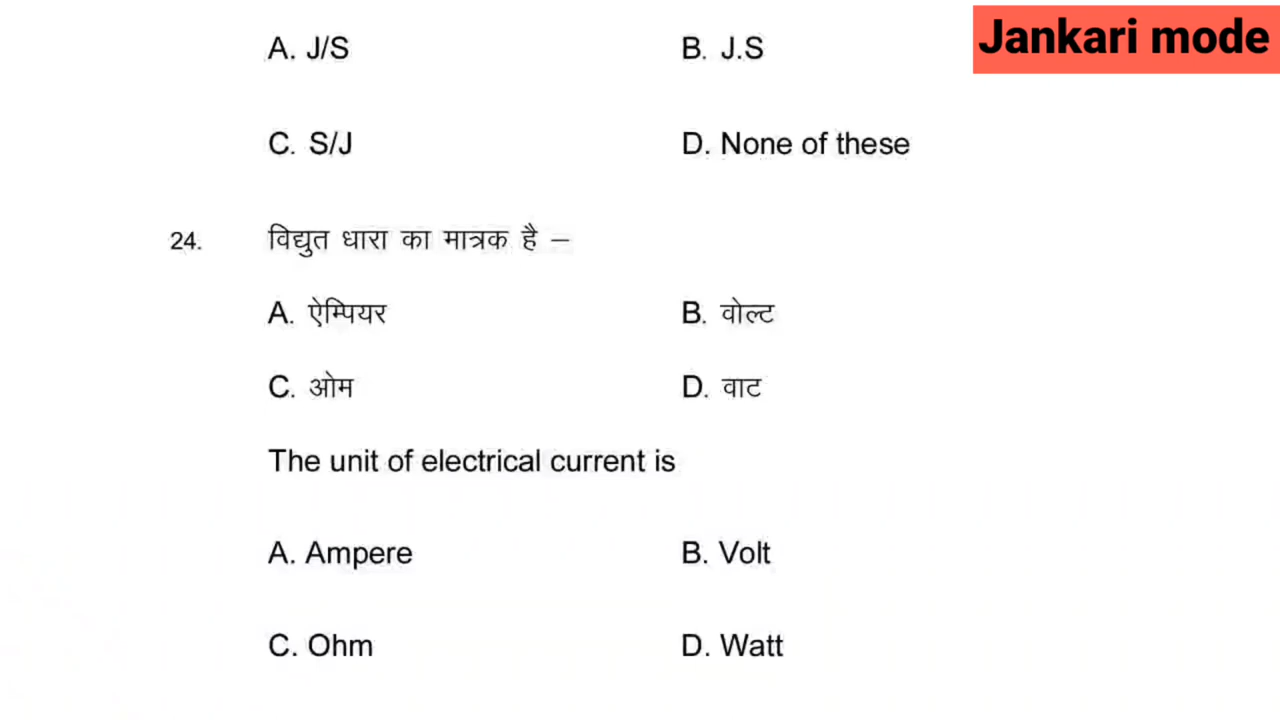 Jankari mode
A. J/S B. J.S
C. S/J D. None of these
24. विद्युत धारा का मात्रक है –
A. ऐम्पियर B. वोल्ट
C. ओम D. वाट
The unit of electrical current is
A. Ampere B. Volt
C. Ohm D. Watt